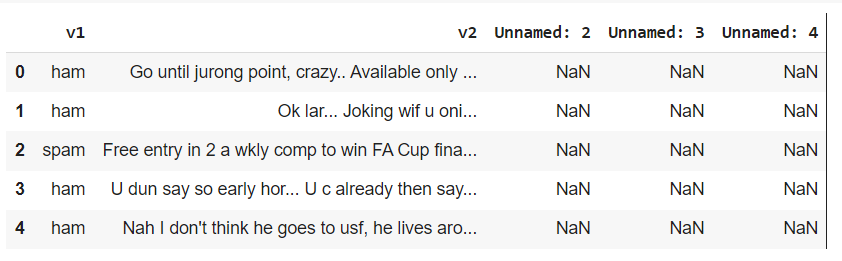 v1 v2 Unnamed: 2 Unnamed: 3 Unnamed: 4
0 ham Go until jurong point, crazy.. Available only ... NaN NaN NaN
1 ham Ok lar... Joking wif u oni... NaN NaN NaN
2 spam Free entry in 2 a wkly comp to win FA Cup fina... NaN NaN NaN
3 ham U dun say so early hor... U c already then say... NaN NaN NaN
4 ham Nah I don't think he goes to usf, he lives aro... NaN NaN NaN